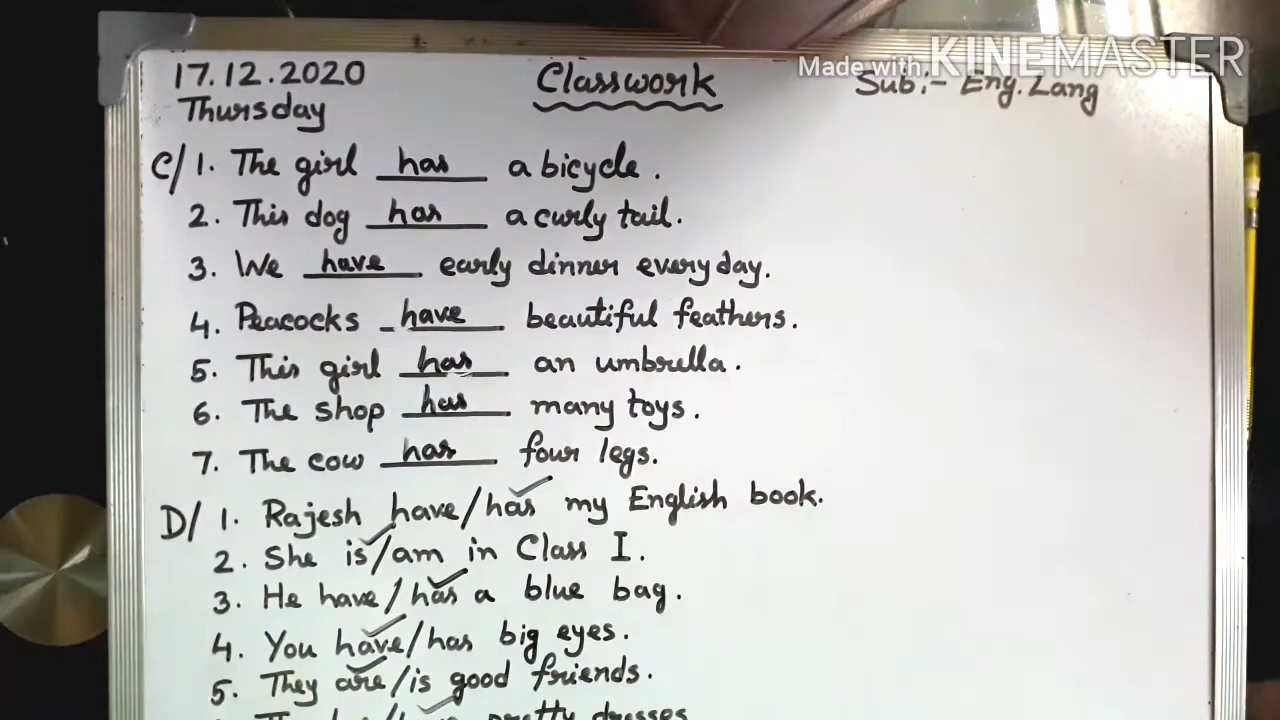 17.12.2020 Classwork Sub:- Eng. Lang
Made with KINEMASTER
Thursday
C/ 1. The girl has a bicycle.
2. This dog has a curly tail.
3. We have early dinner everyday.
4. Peacocks have beautiful feathers.
5. This girl has an umbrella.
6. The shop has many toys.
7. The cow has four legs.
D/ 1. Rajesh have/has my English book.
2. She is/am in Class I.
3. He have/has a blue bag.
4. You have/has big eyes.
5. They are/is good friends.
pretty dresses